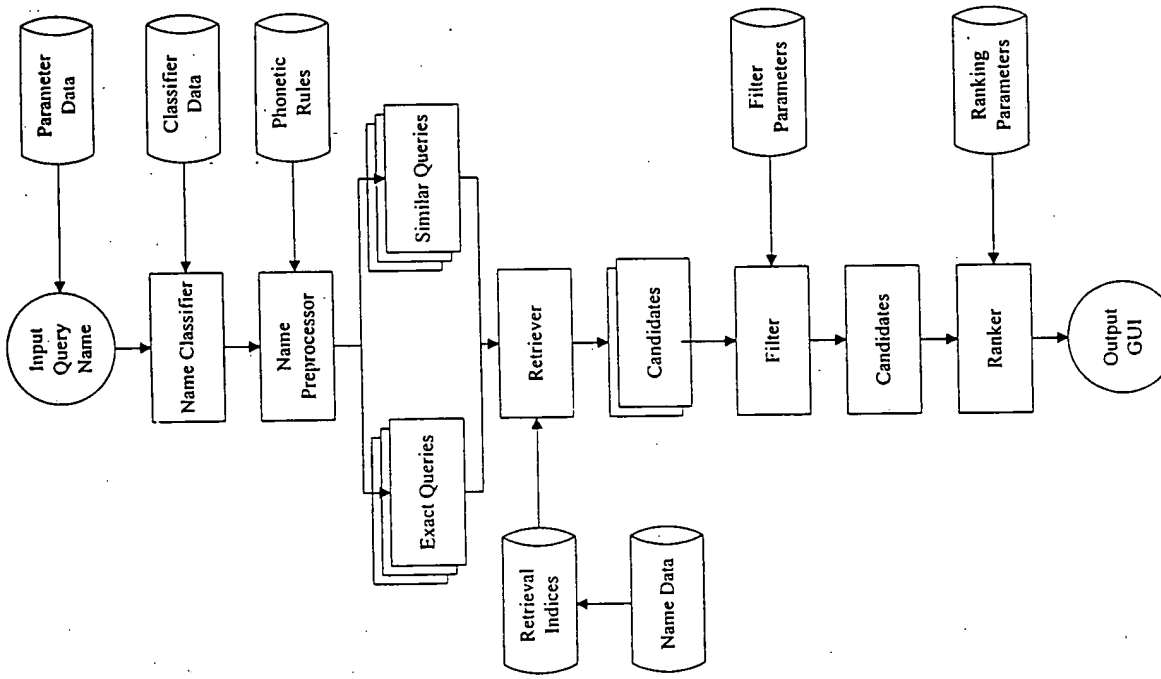 Parameter
Data
Input
Query
Name
Classifier
Data
Name Classifier
Phonetic
Rules
Name
Preprocessor
Similar Queries
Exact Queries
Retriever
Retrieval
Indices
Name Data
Candidates
Filter
Parameters
Filter
Candidates
Ranking
Parameters
Ranker
Output
GUI